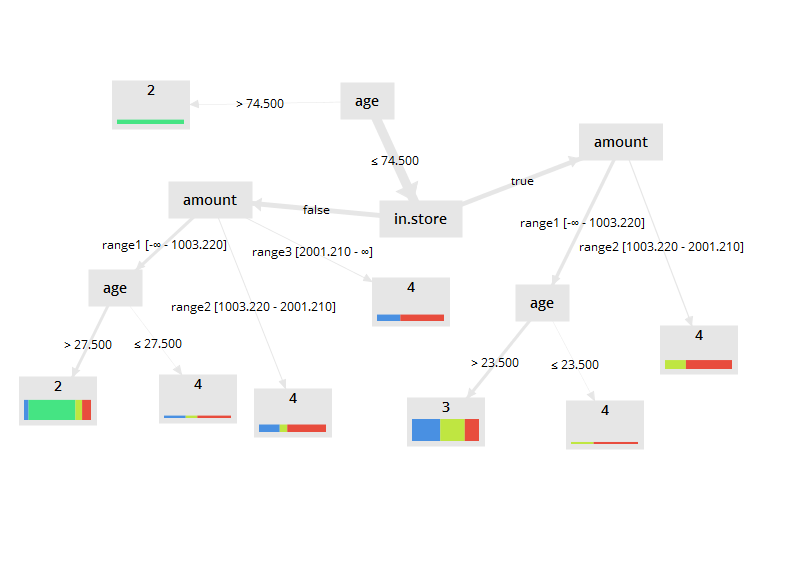 2
> 74.500
age
≤ 74.500
amount
true
amount
false
in.store
range1 [-∞ - 1003.220]
range1 [-∞ - 1003.220]
range3 [2001.210 - ∞]
range2 [1003.220 - 2001.210]
age
4
age
range2 [1003.220 - 2001.210]
4
> 27.500
≤ 27.500
> 23.500
≤ 23.500
2
4
4
3
4